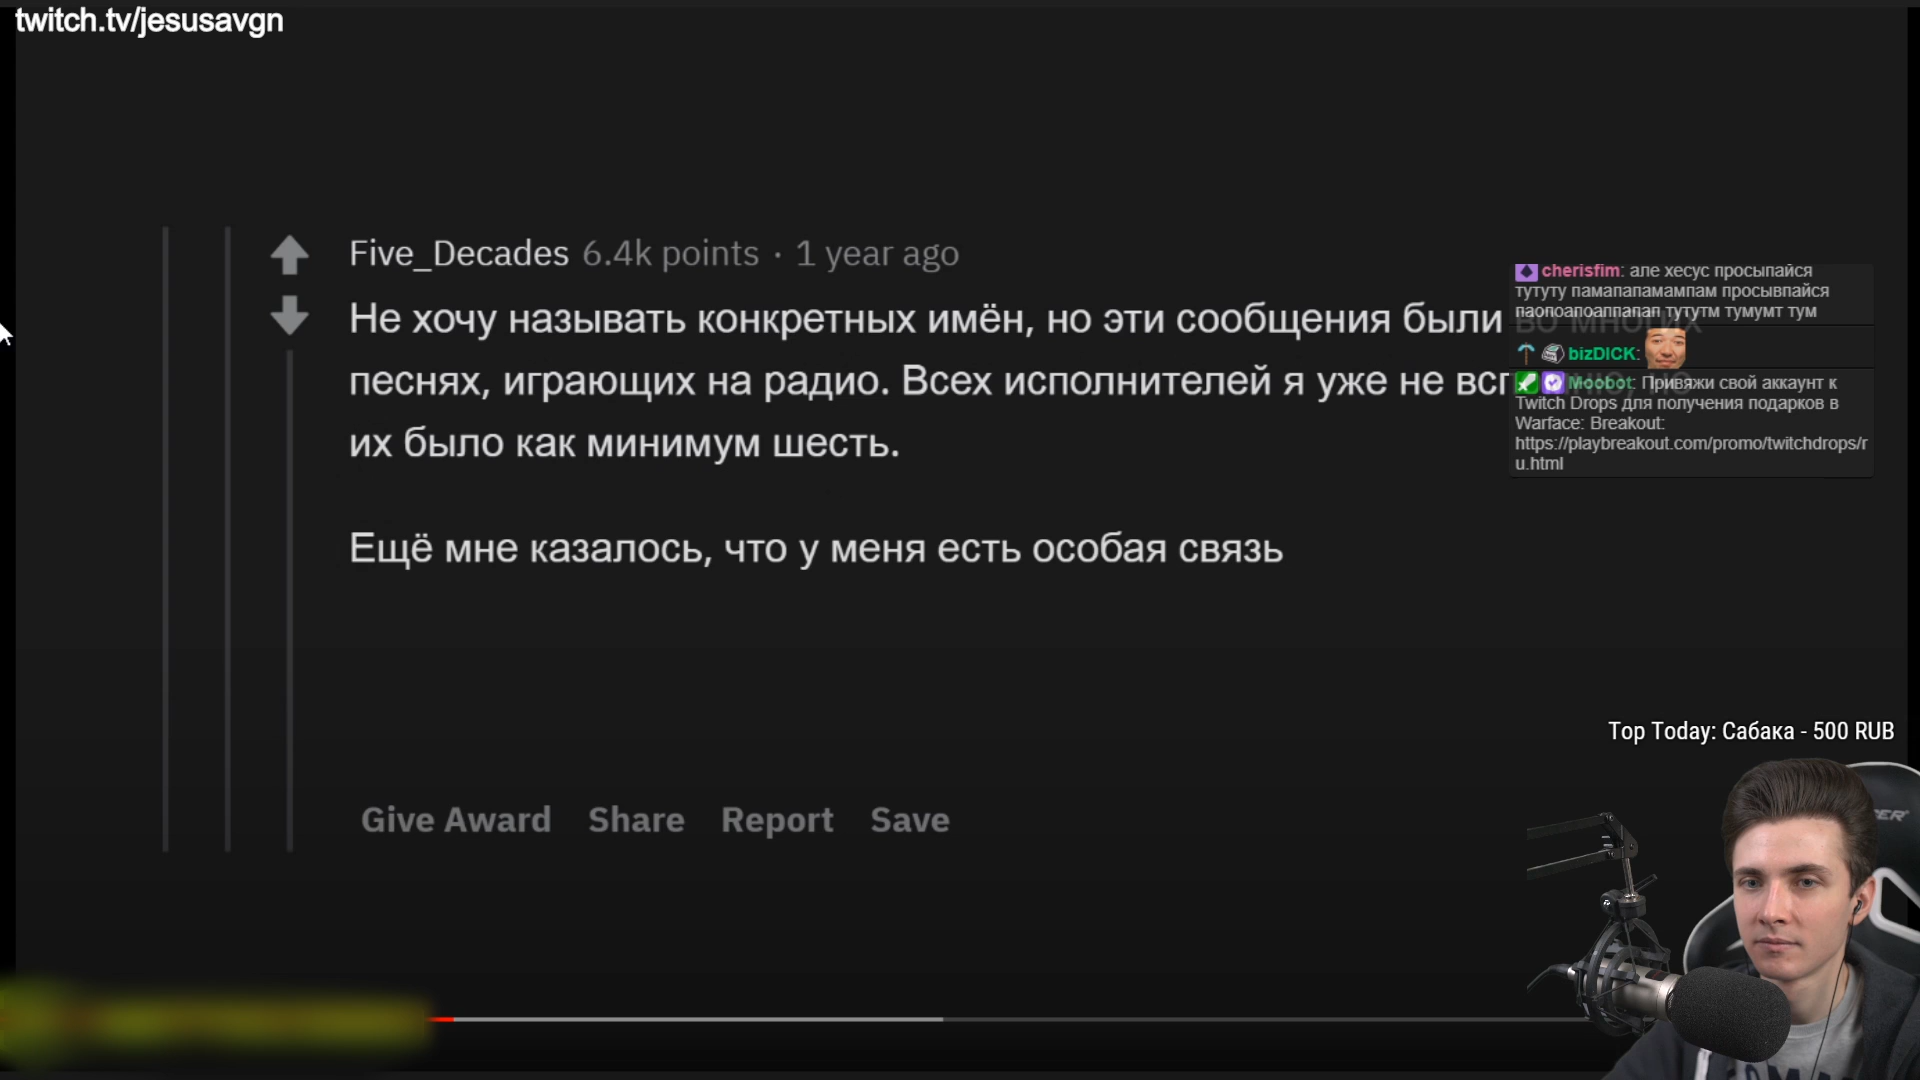 twitch.tv/jesusavgn
Five_Decades 6.4k points · 1 year ago
Не хочу называть конкретных имён, но эти сообщения были во многих
песнях, играющих на радио. Всех исполнителей я уже не
их было как минимум шесть.
Ещё мне казалось, что у меня есть особая связь
Give Award Share Report Save
cherisfim: але хесус просыпайся
тутуту памапапамампам просывпайся
паопоапоаппапап тутутм тумумт тум
bizDICK:
Moobot: Привяжи свой аккаунт к
Twitch Drops для получения подарков в
Warface: Breakout:
https://playbreakout.com/promo/twitchdrops/r
u.html
Top Today: Сабака - 500 RUB